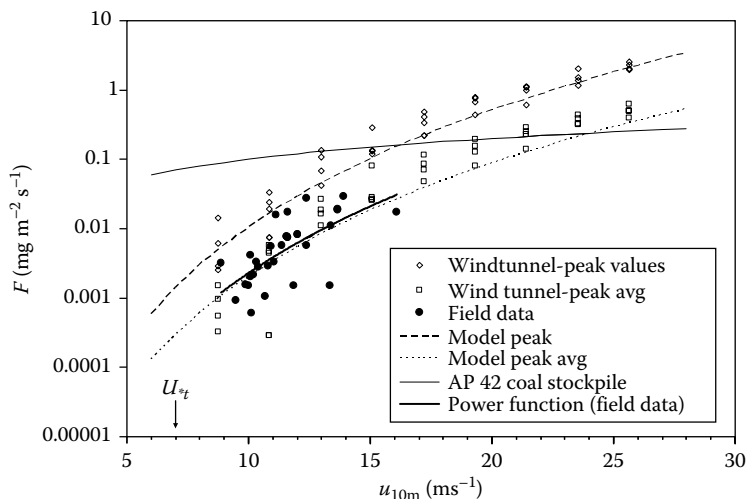 10
1
0.1
0.01
0.001
0.0001
0.00001
F (mg m⁻² s⁻¹)
U*t
Windtunnel-peak values
Wind tunnel-peak avg
Field data
Model peak
Model peak avg
AP 42 coal stockpile
Power function (field data)
5 10 15 20 25 30
u10m (ms⁻¹)